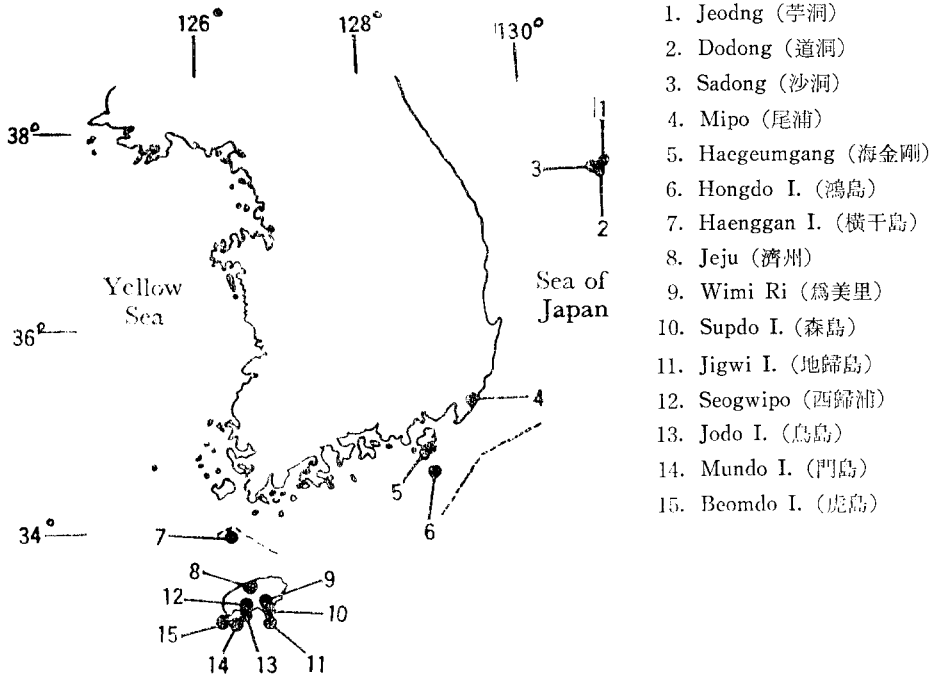 126°
128°
130°
38°
36°
34°
Yellow
Sea
Sea of
Japan
1
3
2
4
5
6
7
8
9
12
10
15
14
13
11
1. Jeodng (苧洞)
2. Dodong (道洞)
3. Sadong (沙洞)
4. Mipo (尾浦)
5. Haegeumgang (海金剛)
6. Hongdo I. (鴻島)
7. Haenggan I. (橫干島)
8. Jeju (濟州)
9. Wimi Ri (爲美里)
10. Supdo I. (森島)
11. Jigwi I. (地歸島)
12. Seogwipo (西歸浦)
13. Jodo I. (鳥島)
14. Mundo I. (門島)
15. Beomdo I. (虎島)